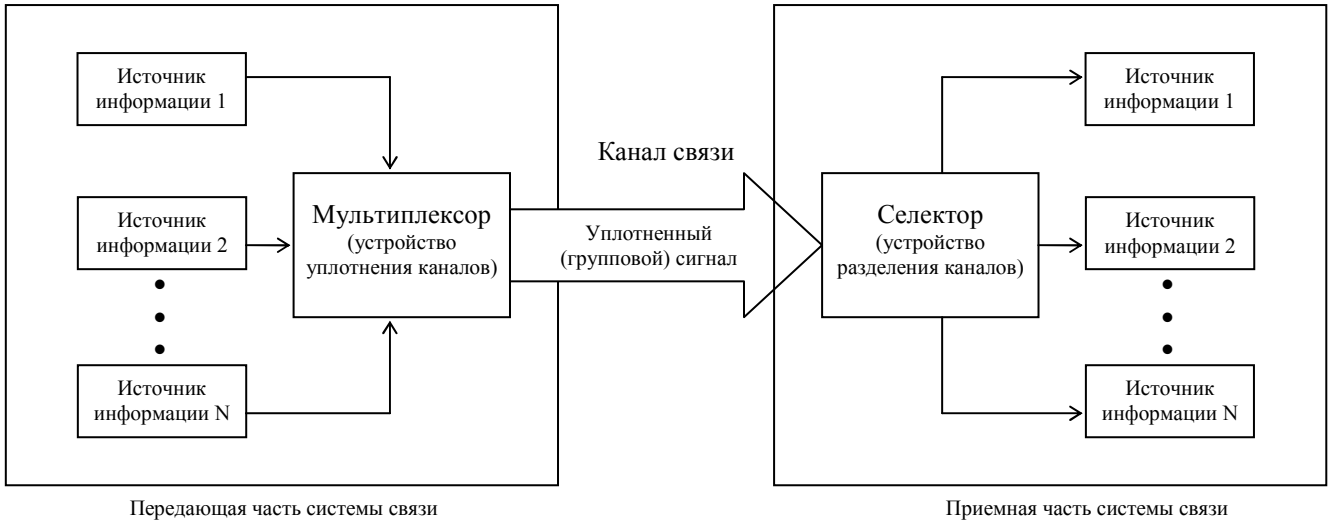 Источник
информации 1
Источник
информации 2
Источник
информации N
Мультиплексор
(устройство
уплотнения каналов)
Канал связи
Уплотненный
(групповой) сигнал
Селектор
(устройство
разделения каналов)
Источник
информации 1
Источник
информации 2
Источник
информации N
Передающая часть системы связи
Приемная часть системы связи